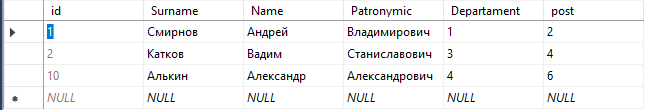 id Surname Name Patronymic Departament post
1 Смирнов Андрей Владимирович 1 2
2 Катков Вадим Станиславович 3 4
10 Алькин Александр Александрович 4 6
NULL NULL NULL NULL NULL NULL